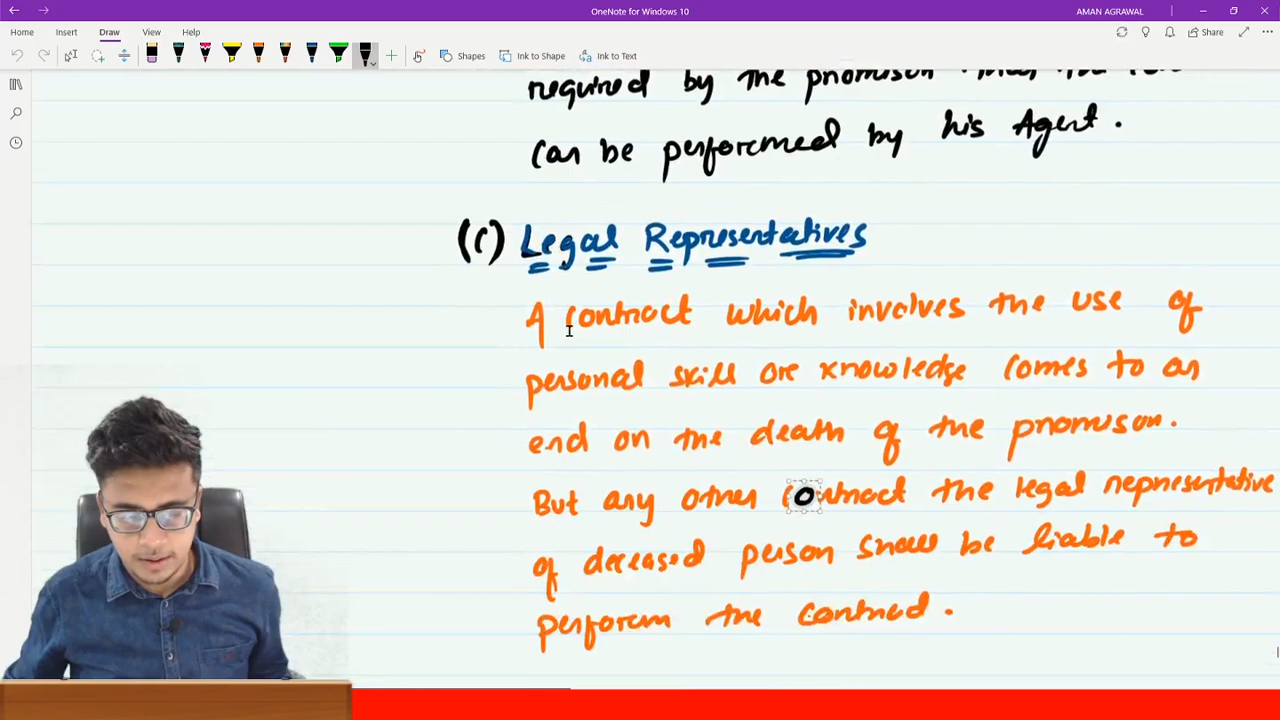 OneNote for Windows 10
AMAN AGRAWAL
Home Insert Draw View Help
Share
Shapes Ink to Shape Ink to Text
required by the promisor
can be performed by his Agent.
(C) Legal Representatives
A contract which involves the use of
personal skill or knowledge comes to an
end on the death of the promisor.
But any other contract the legal representative
of deceased person shall be liable to
perform the contract.